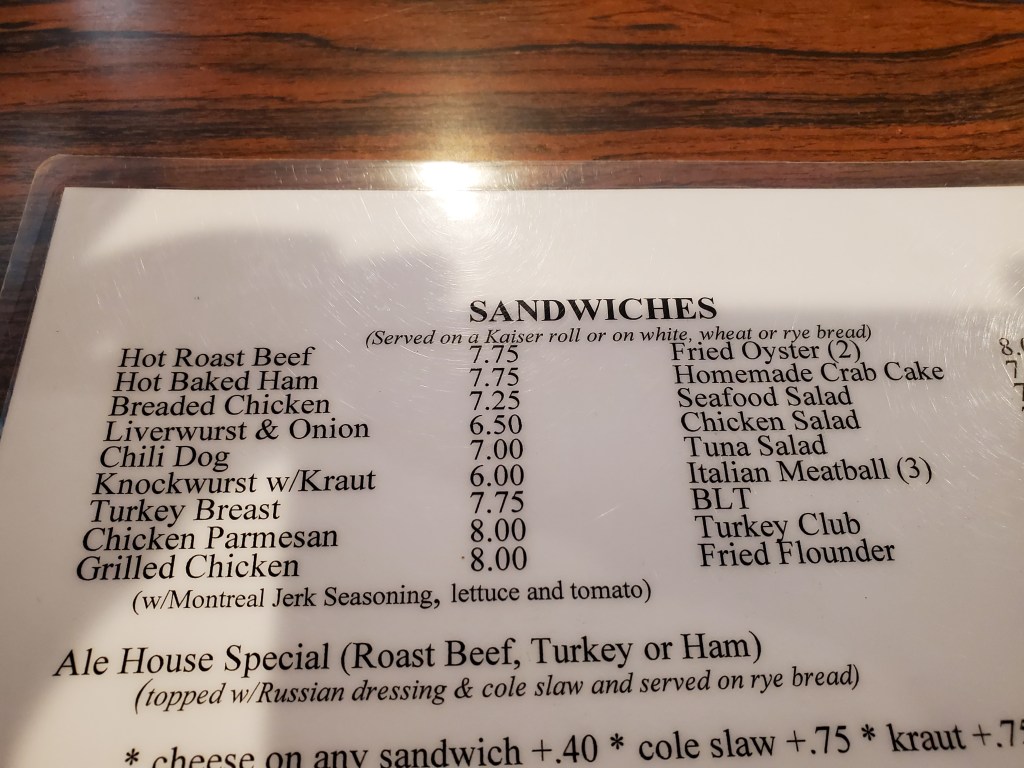 SANDWICHES
(Served on a Kaiser roll or on white, wheat or rye bread)
Hot Roast Beef 7.75 Fried Oyster (2)
Hot Baked Ham 7.75 Homemade Crab Cake
Breaded Chicken 7.25 Seafood Salad
Liverwurst & Onion 6.50 Chicken Salad
Chili Dog 7.00 Tuna Salad
Knockwurst w/Kraut 6.00 Italian Meatball (3)
Turkey Breast 7.75 BLT
Chicken Parmesan 8.00 Turkey Club
Grilled Chicken 8.00 Fried Flounder
(w/Montreal Jerk Seasoning, lettuce and tomato)
Ale House Special (Roast Beef, Turkey or Ham)
(topped w/Russian dressing & cole slaw and served on rye bread)
* cheese on any sandwich +.40 * cole slaw +.75 * kraut +.75